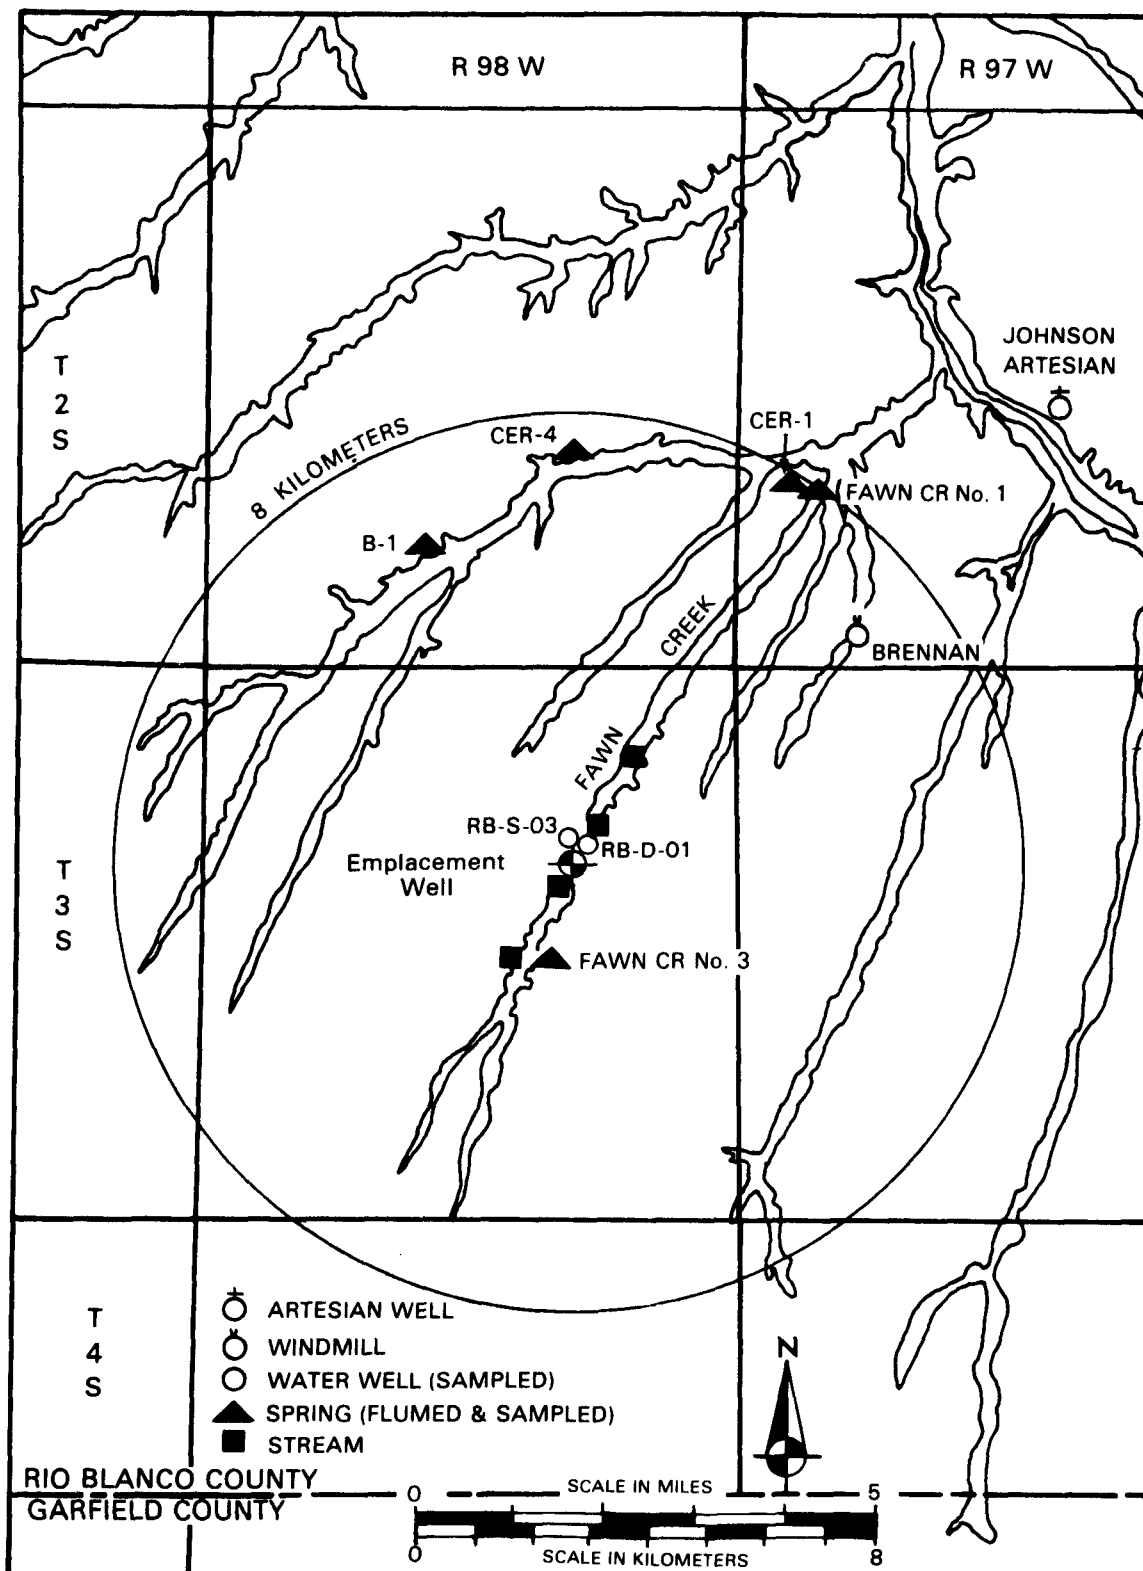 R 98 W
R 97 W
JOHNSON
ARTESIAN
T
2
S
8 KILOMETERS
CER-4
CER-1
FAWN CR No. 1
B-1
CREEK
BRENNAN
FAWN
RB-S-03
RB-D-01
Emplacement
Well
T
3
S
FAWN CR No. 3
T
4
S
ARTESIAN WELL
WINDMILL
WATER WELL (SAMPLED)
SPRING (FLUMED & SAMPLED)
STREAM
N
RIO BLANCO COUNTY
GARFIELD COUNTY
0 SCALE IN MILES 5
0 SCALE IN KILOMETERS 8